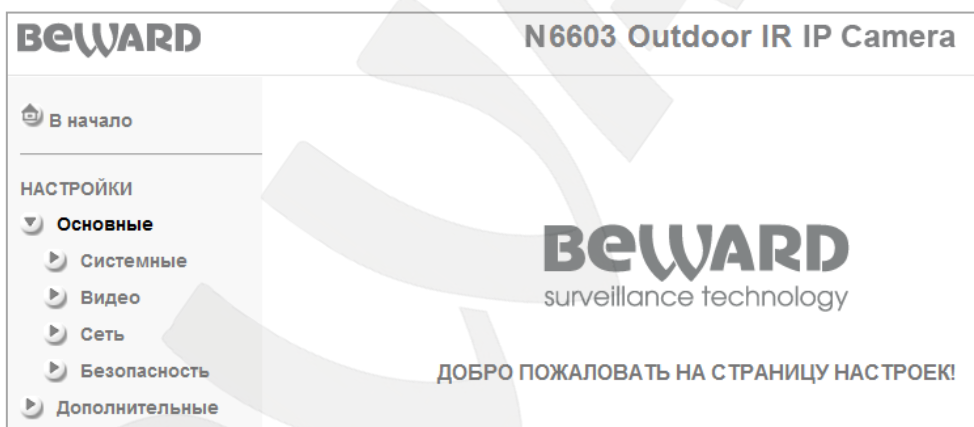 BEWARD
N6603 Outdoor IR IP Camera
В начало
НАСТРОЙКИ
Основные
Системные
Видео
Сеть
Безопасность
Дополнительные
BEWARD
surveillance technology
ДОБРО ПОЖАЛОВАТЬ НА СТРАНИЦУ НАСТРОЕК!